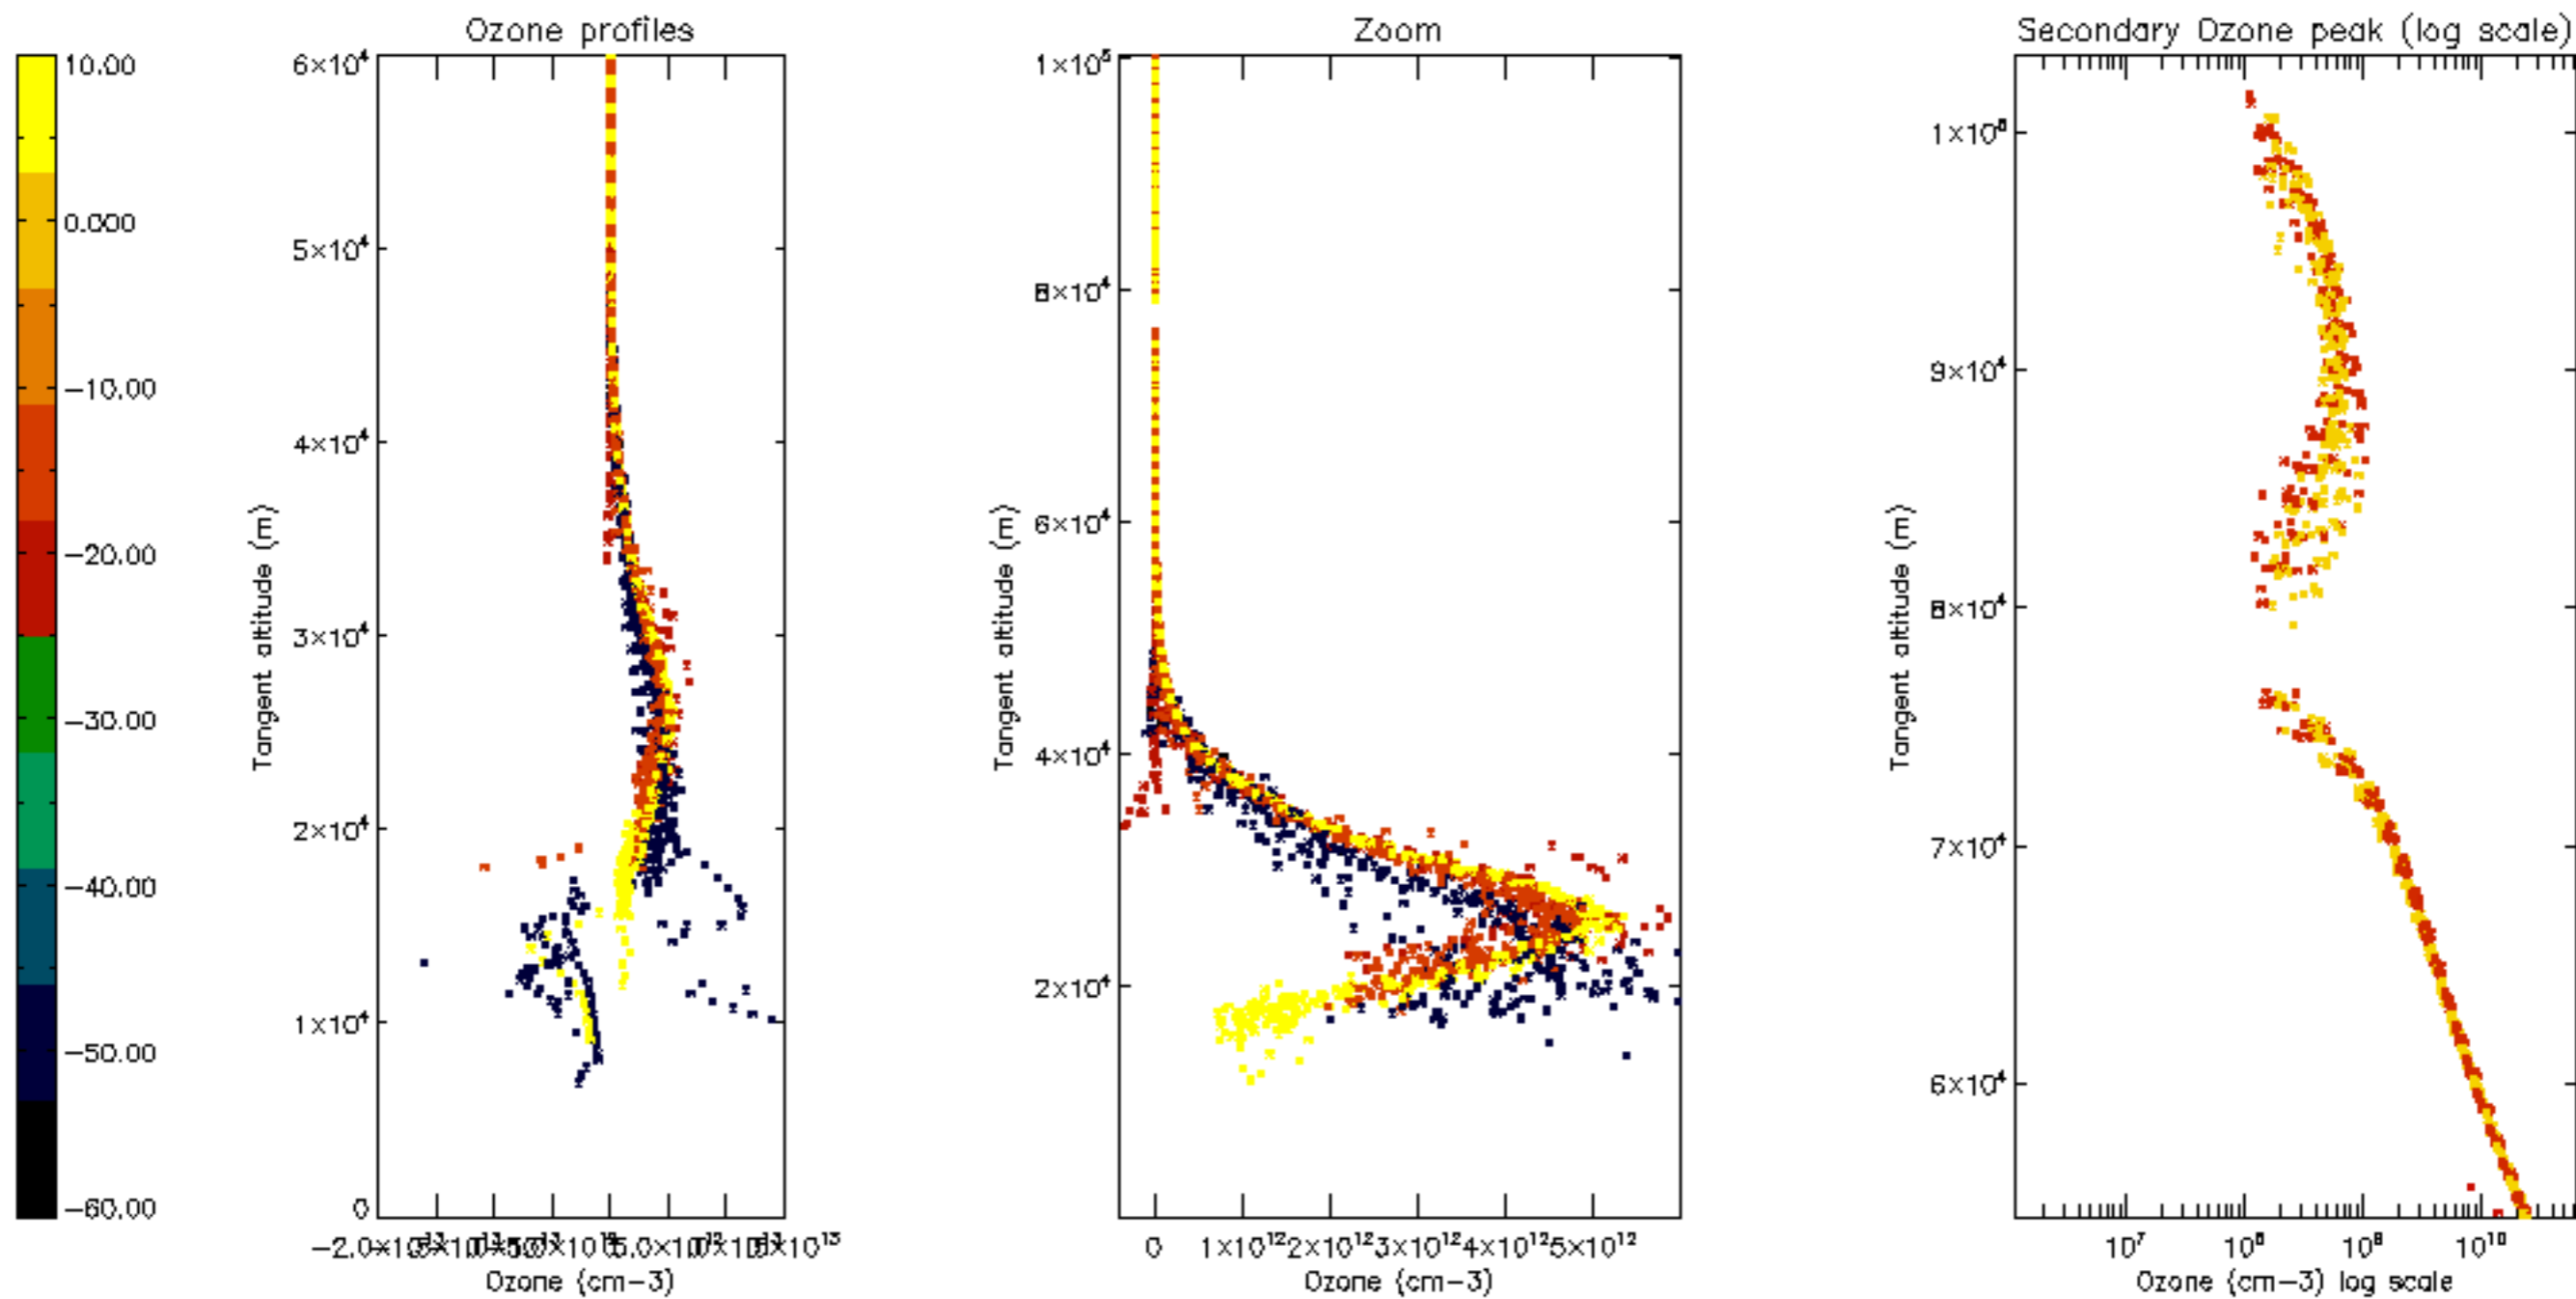 Ozone profiles
Zoom
Secondary Ozone peak (log scale)
10.00
0.000
−10.00
−20.00
−30.00
−40.00
−50.00
−60.00
6×10⁴
5×10⁴
4×10⁴
3×10⁴
2×10⁴
1×10⁴
0
Tangent altitude (m)
Ozone (cm−3)
1×10⁵
8×10⁴
6×10⁴
4×10⁴
2×10⁴
Tangent altitude (m)
0 1×10¹² 2×10¹² 3×10¹² 4×10¹² 5×10¹²
Ozone (cm−3)
9×10⁴
8×10⁴
7×10⁴
6×10⁴
Tangent altitude (m)
10⁷ 10⁸ 10⁹ 10¹⁰
Ozone (cm−3) log scale